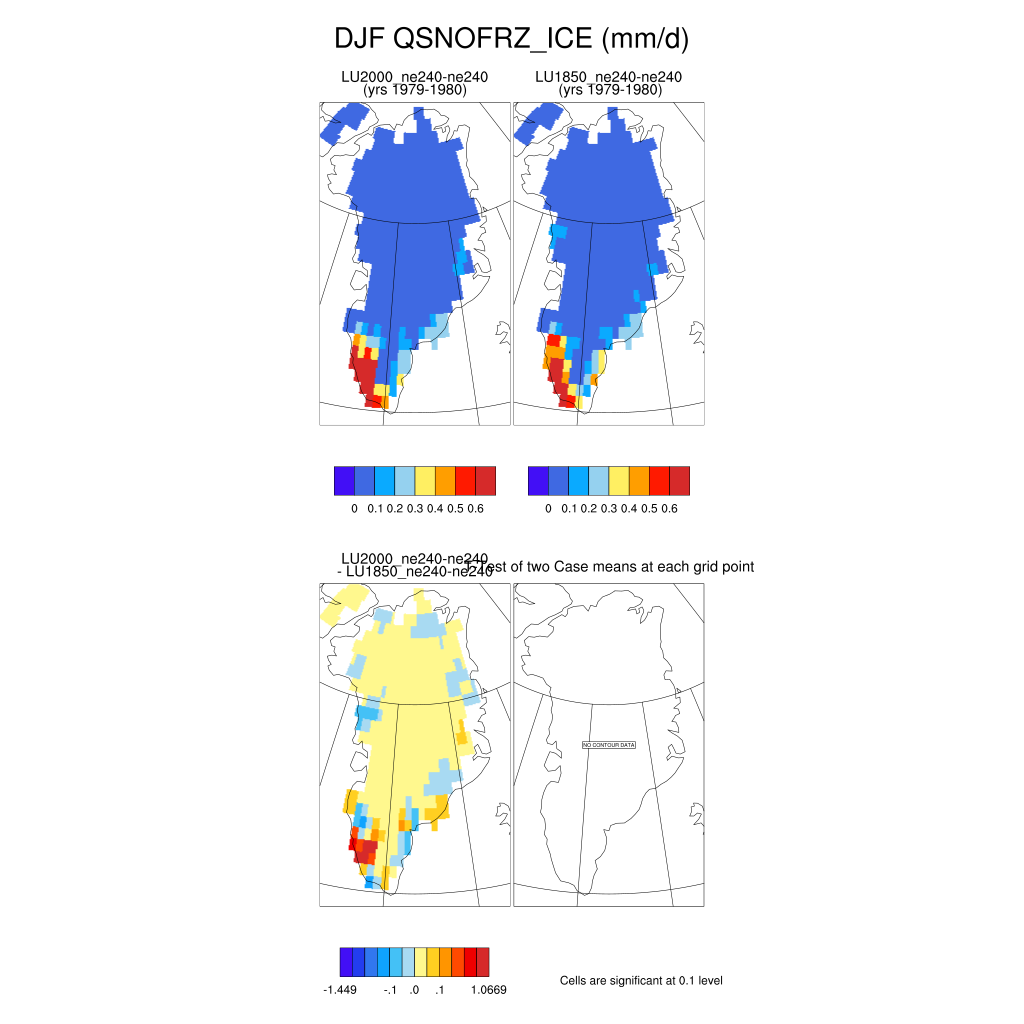 DJF QSNOFRZ_ICE (mm/d)
LU2000_ne240-ne240
(yrs 1979-1980)
LU1850_ne240-ne240
(yrs 1979-1980)
0 0.1 0.2 0.3 0.4 0.5 0.6
0 0.1 0.2 0.3 0.4 0.5 0.6
LU2000_ne240-ne240
- LU1850_ne240-ne240
T-Test of two Case means at each grid point
NO CONTOUR DATA
-1.449 -.1 .0 .1 1.0669
Cells are significant at 0.1 level